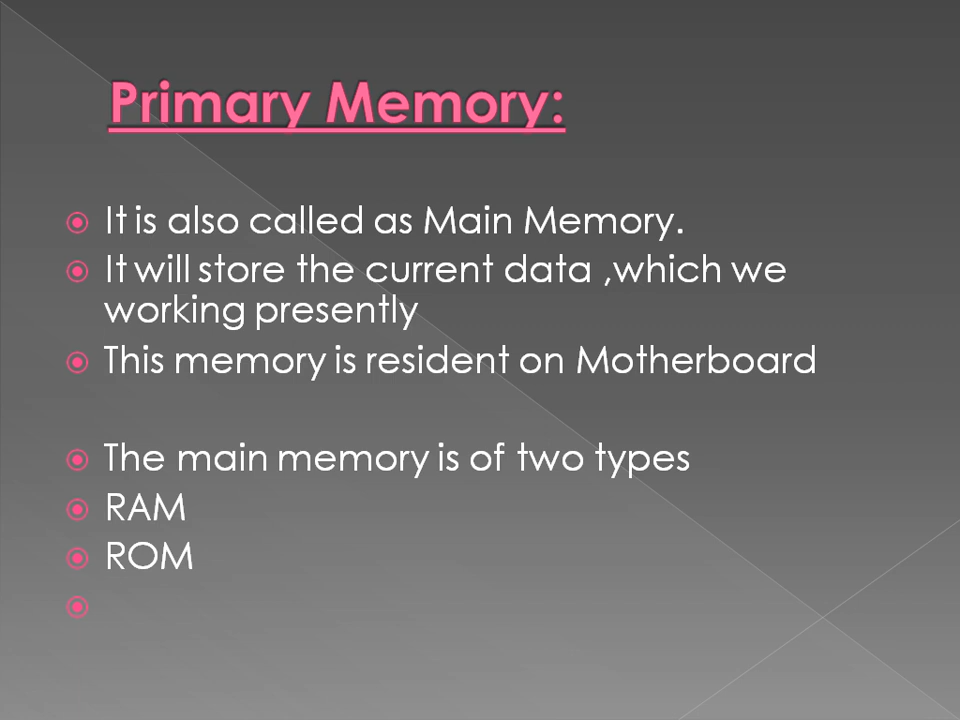 Primary Memory:
It is also called as Main Memory.
It will store the current data ,which we
working presently
This memory is resident on Motherboard
The main memory is of two types
RAM
ROM